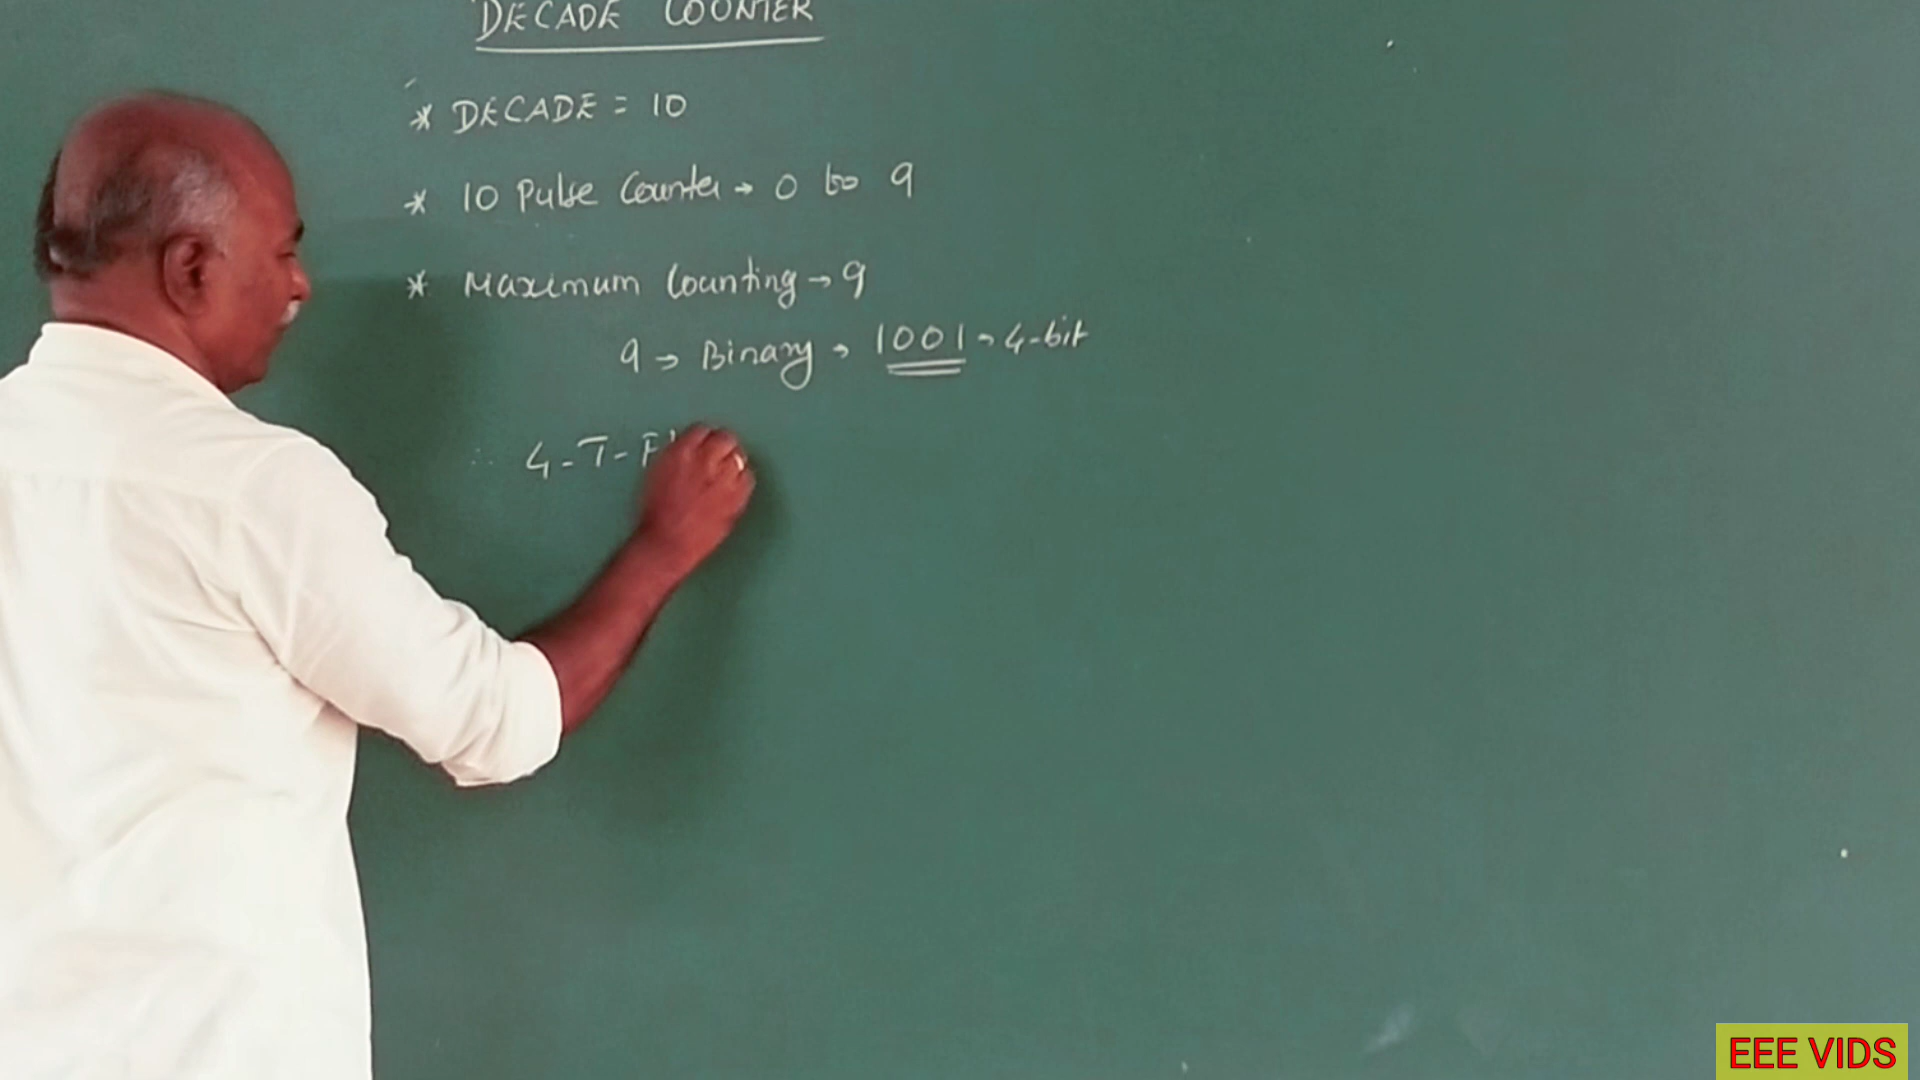 DECADE COUNTER
* DECADE = 10
* 10 Pulse Counter → 0 to 9
* Maximum Counting → 9
9 → Binary → 1001 → 4-bit
∴ 4-T-Fl
EEE VIDS